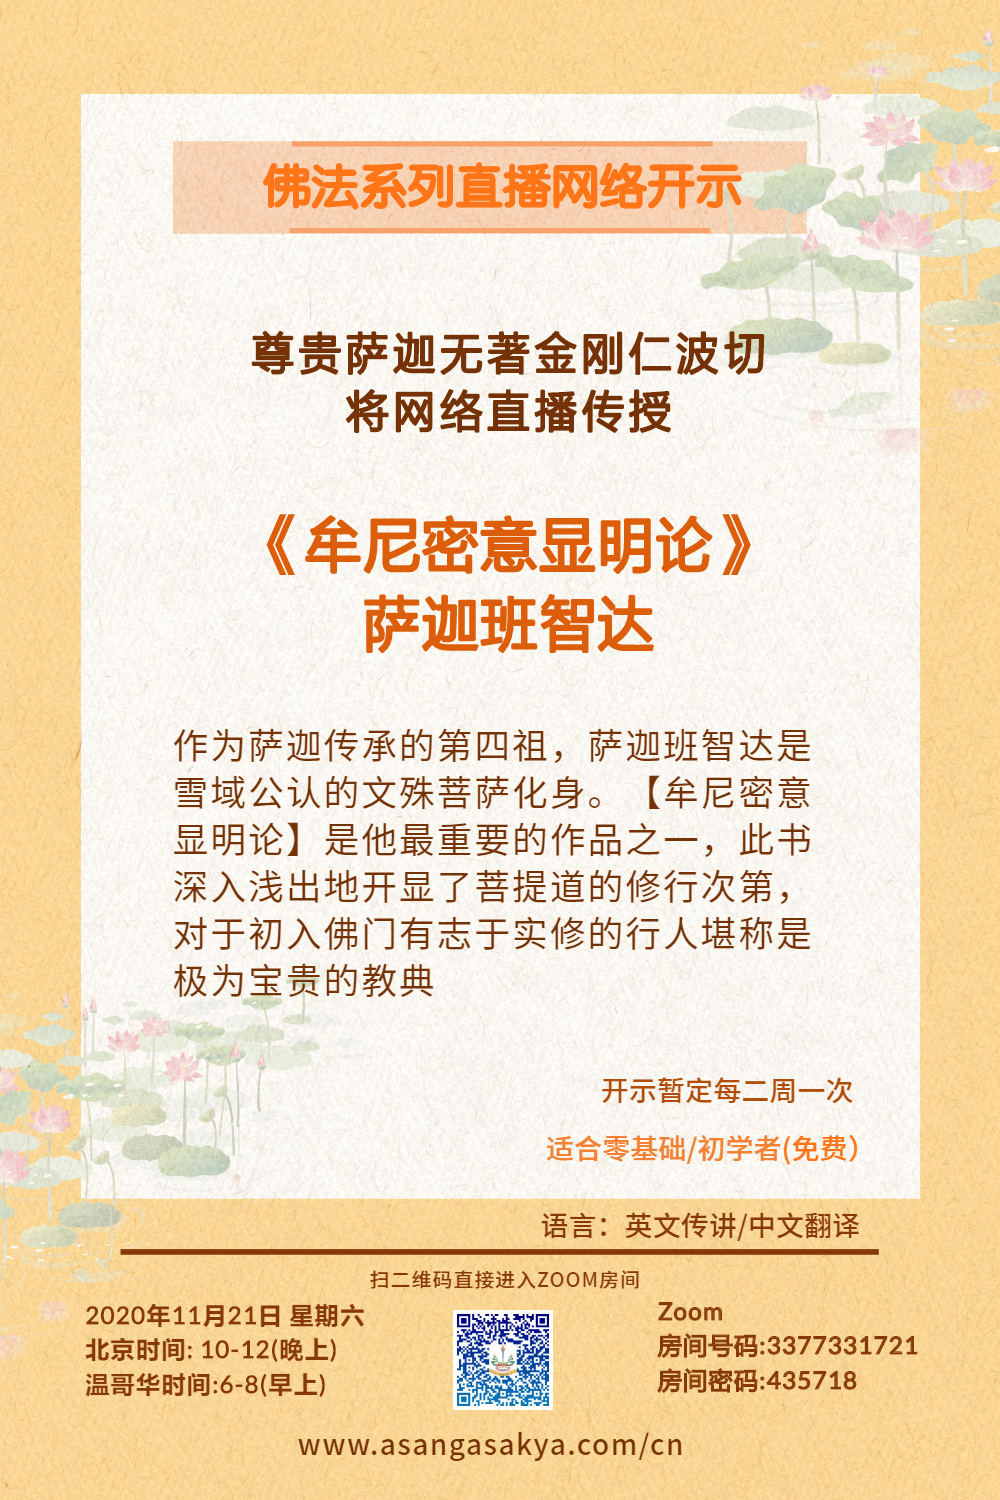 佛法系列直播网络开示
尊贵萨迦无著金刚仁波切
将网络直播传授
《牟尼密意显明论》
萨迦班智达
作为萨迦传承的第四祖，萨迦班智达是
雪域公认的文殊菩萨化身。【牟尼密意
显明论】是他最重要的作品之一，此书
深入浅出地开显了菩提道的修行次第，
对于初入佛门有志于实修的行人堪称是
极为宝贵的教典
开示暂定每二周一次
适合零基础/初学者(免费）
语言：英文传讲/中文翻译
扫二维码直接进入ZOOM房间
2020年11月21日 星期六
北京时间: 10-12(晚上)
温哥华时间:6-8(早上)
Zoom
房间号码:3377331721
房间密码:435718
www.asangasakya.com/cn